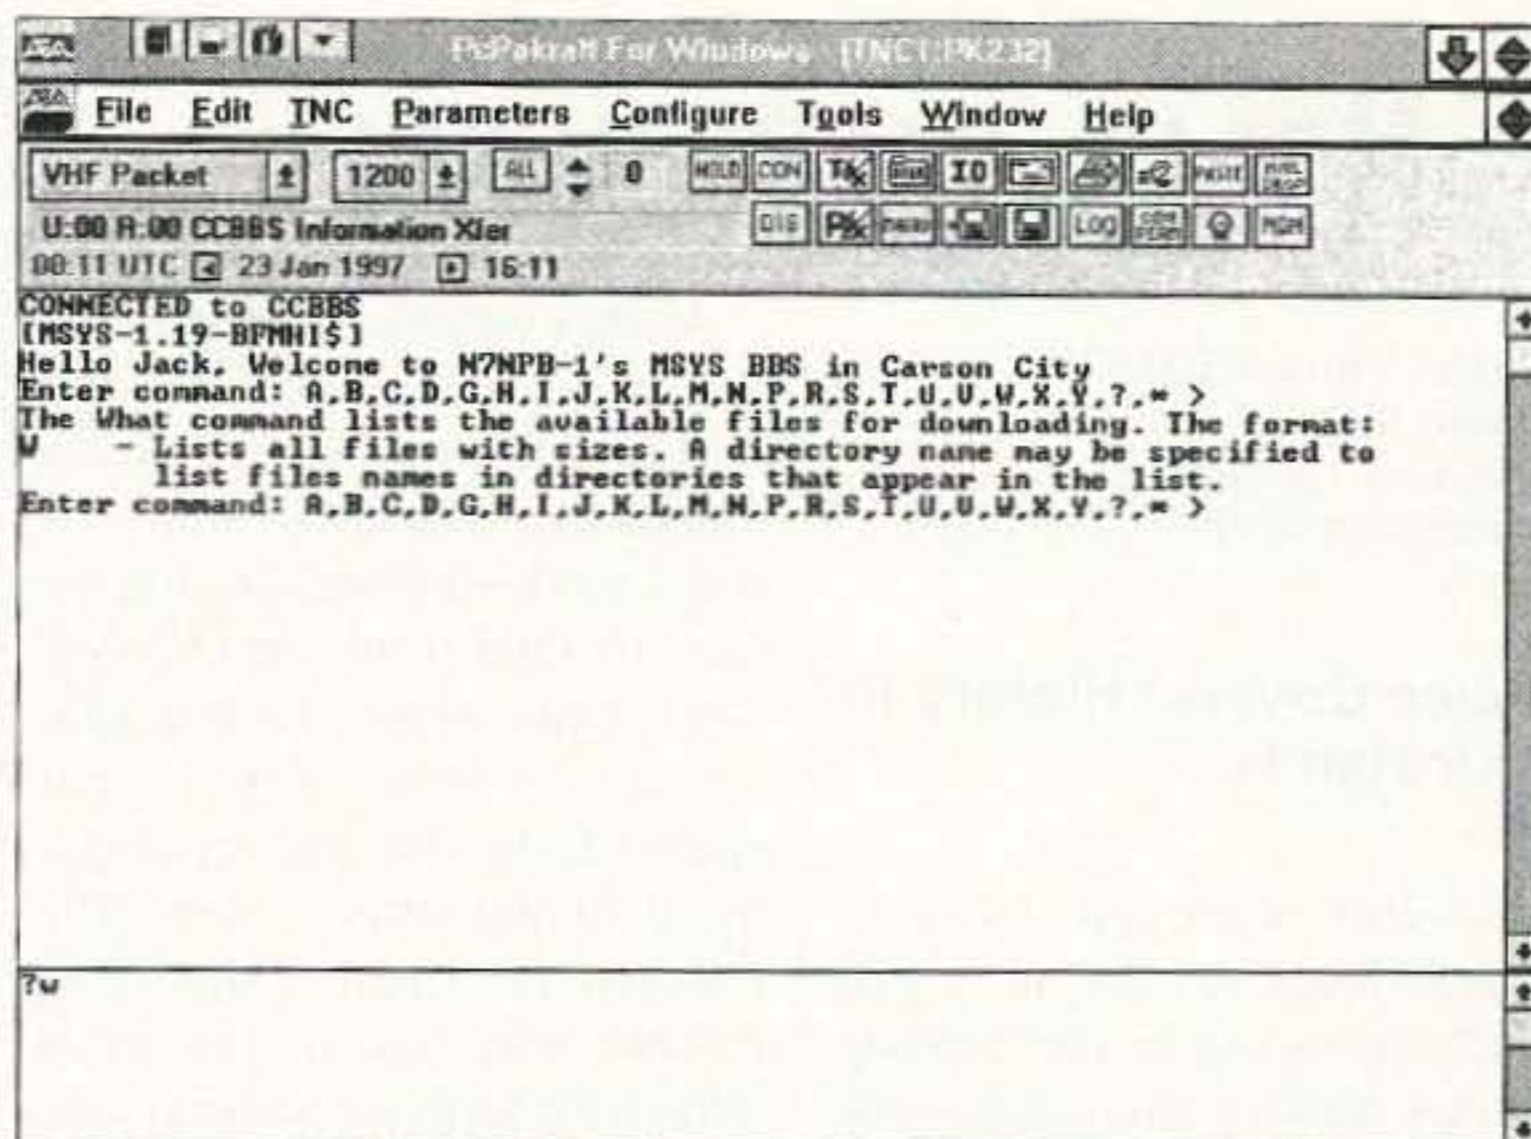 PcPakratt For Windows - [TNC1:PK232]
File Edit TNC Parameters Configure Tools Window Help
VHF Packet 1200 ALL 0 HOLD CON IO
U:00 R:00 CCBBS Information Xfer DIS LOG MGM
00:11 UTC 23 Jan 1997 16:11
CONNECTED to CCBBS
[MSYS-1.19-BFMHI$]
Hello Jack, Welcome to N7NPB-1's MSYS BBS in Carson City
Enter command: A,B,C,D,G,H,I,J,K,L,M,N,P,R,S,T,U,V,W,X,Y,?,* >
The What command lists the available files for downloading. The format:
W - Lists all files with sizes. A directory name may be specified to
list files names in directories that appear in the list.
Enter command: A,B,C,D,G,H,I,J,K,L,M,N,P,R,S,T,U,V,W,X,Y,?,* >
?w